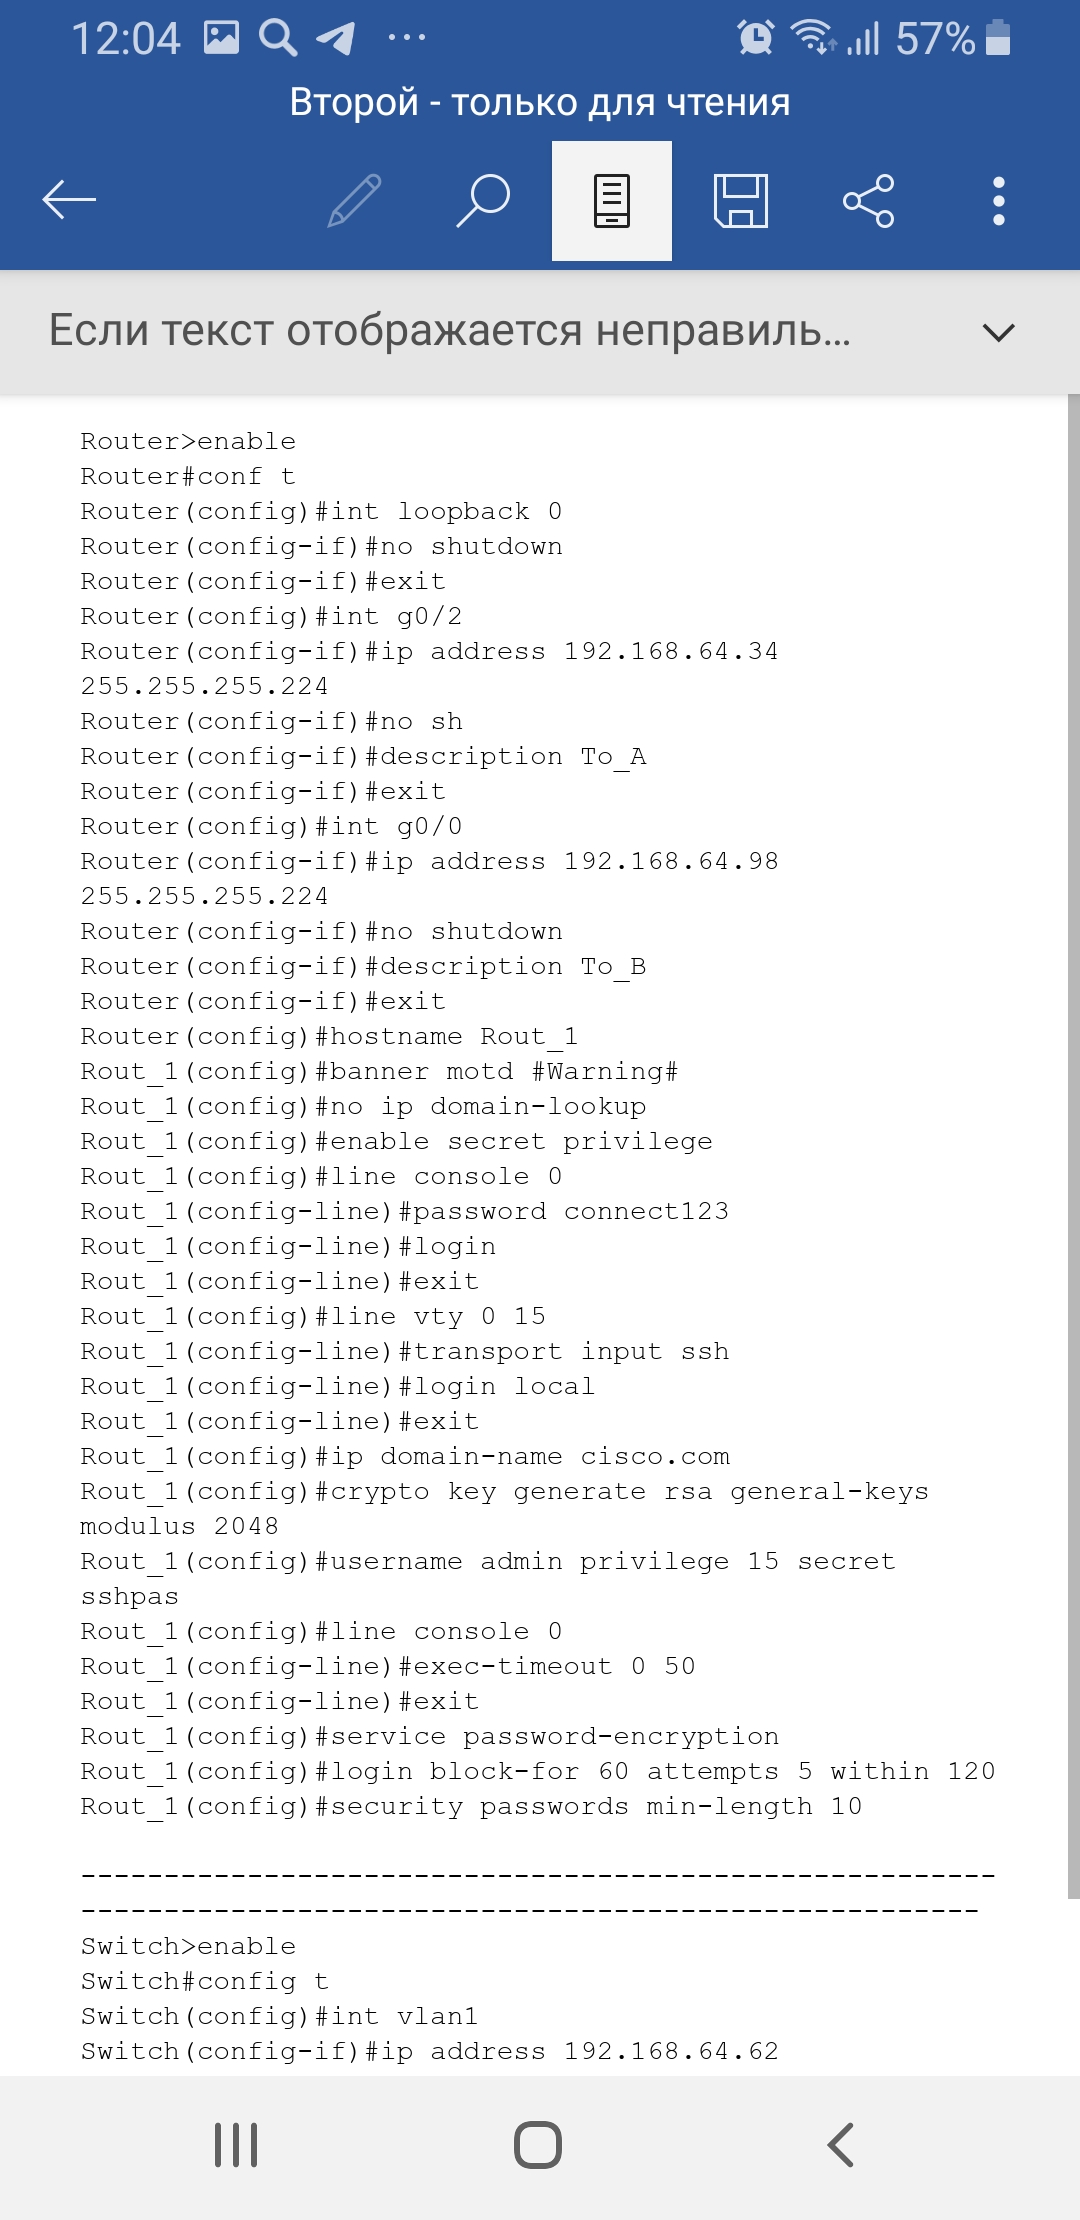 12:04 57%
Второй - только для чтения
Если текст отображается неправиль...
Router>enable
Router#conf t
Router(config)#int loopback 0
Router(config-if)#no shutdown
Router(config-if)#exit
Router(config)#int g0/2
Router(config-if)#ip address 192.168.64.34
255.255.255.224
Router(config-if)#no sh
Router(config-if)#description To_A
Router(config-if)#exit
Router(config)#int g0/0
Router(config-if)#ip address 192.168.64.98
255.255.255.224
Router(config-if)#no shutdown
Router(config-if)#description To_B
Router(config-if)#exit
Router(config)#hostname Rout_1
Rout_1(config)#banner motd #Warning#
Rout_1(config)#no ip domain-lookup
Rout_1(config)#enable secret privilege
Rout_1(config)#line console 0
Rout_1(config-line)#password connect123
Rout_1(config-line)#login
Rout_1(config-line)#exit
Rout_1(config)#line vty 0 15
Rout_1(config-line)#transport input ssh
Rout_1(config-line)#login local
Rout_1(config-line)#exit
Rout_1(config)#ip domain-name cisco.com
Rout_1(config)#crypto key generate rsa general-keys
modulus 2048
Rout_1(config)#username admin privilege 15 secret
sshpas
Rout_1(config)#line console 0
Rout_1(config-line)#exec-timeout 0 50
Rout_1(config-line)#exit
Rout_1(config)#service password-encryption
Rout_1(config)#login block-for 60 attempts 5 within 120
Rout_1(config)#security passwords min-length 10
-------------------------------------------------------
------------------------------------------------------
Switch>enable
Switch#config t
Switch(config)#int vlan1
Switch(config-if)#ip address 192.168.64.62